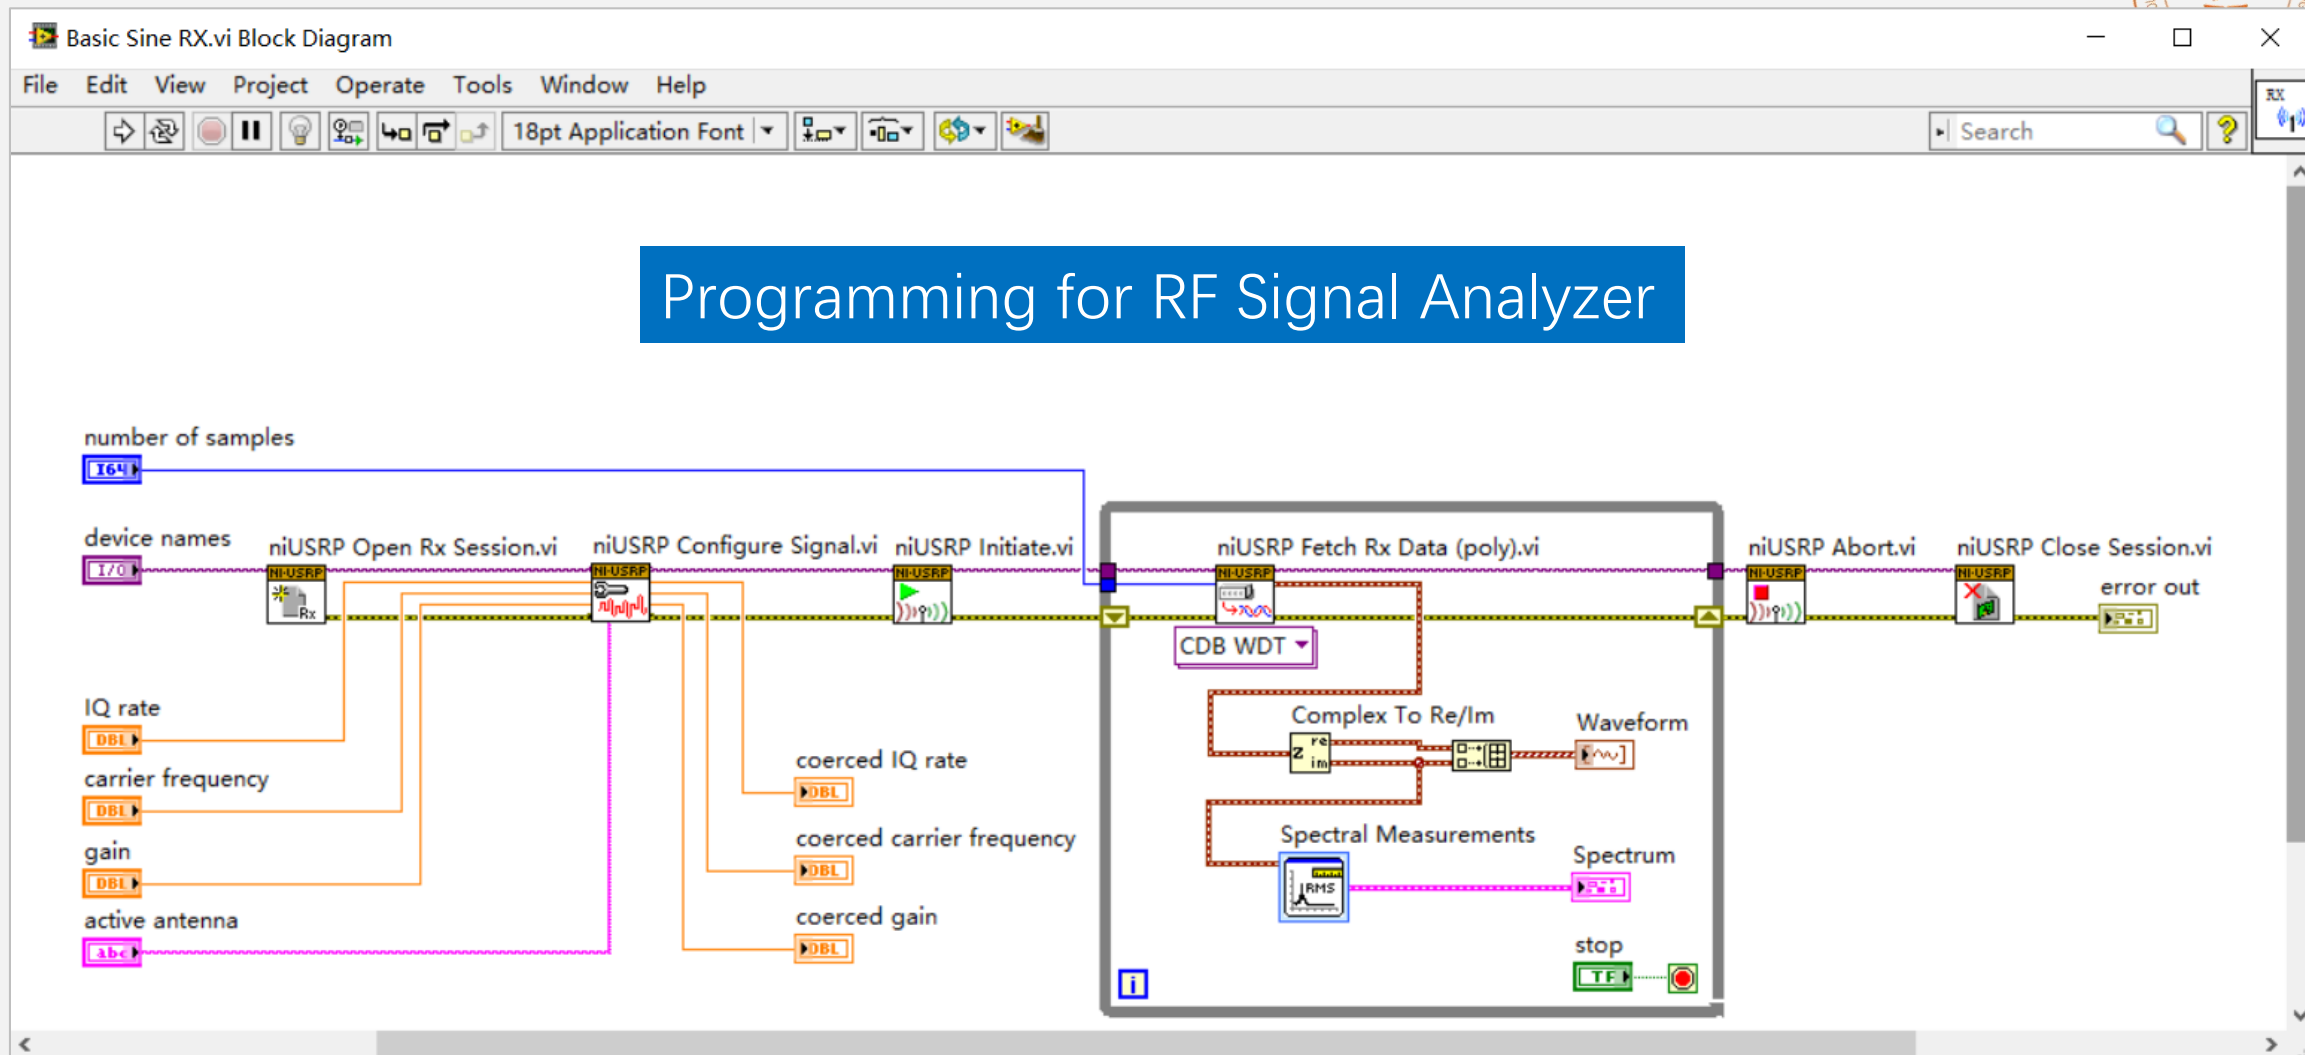 Basic Sine RX.vi Block Diagram
File Edit View Project Operate Tools Window Help
RX
18pt Application Font
Search
Programming for RF Signal Analyzer
number of samples
I64
device names
I/O
niUSRP Open Rx Session.vi
NI-USRP
Rx
niUSRP Configure Signal.vi
NI-USRP
niUSRP Initiate.vi
NI-USRP
niUSRP Fetch Rx Data (poly).vi
NI-USRP
CDB WDT
niUSRP Abort.vi
NI-USRP
niUSRP Close Session.vi
NI-USRP
error out
IQ rate
DBL
carrier frequency
DBL
gain
DBL
active antenna
abc
coerced IQ rate
DBL
coerced carrier frequency
DBL
coerced gain
DBL
Complex To Re/Im
z re
im
Waveform
Spectral Measurements
RMS
Spectrum
stop
TF
i